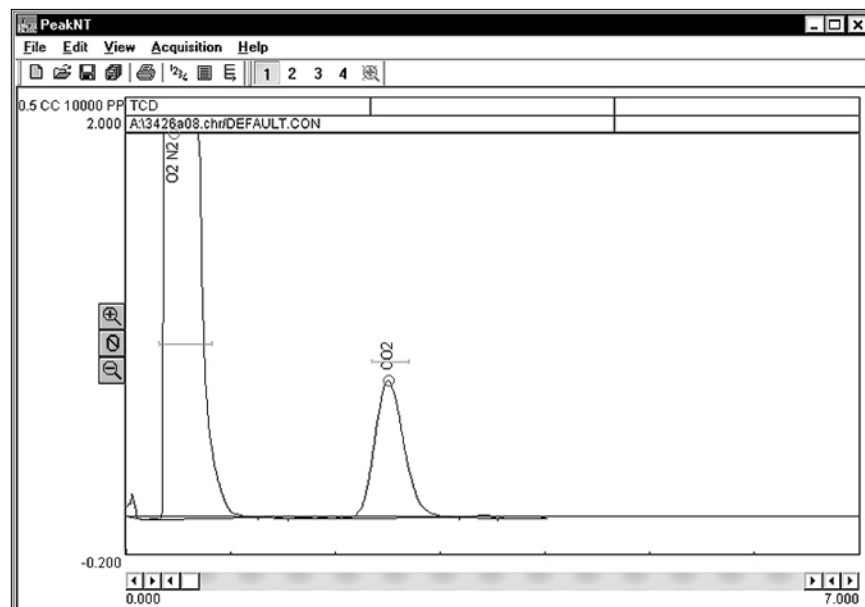 PeakNT
File Edit View Acquisition Help
1 2 3 4
0.5 CC 10000 PP TCD
2.000 A:\3426a08.chr/DEFAULT.CON
O2 N2
CO2
-0.200
0.000 7.000